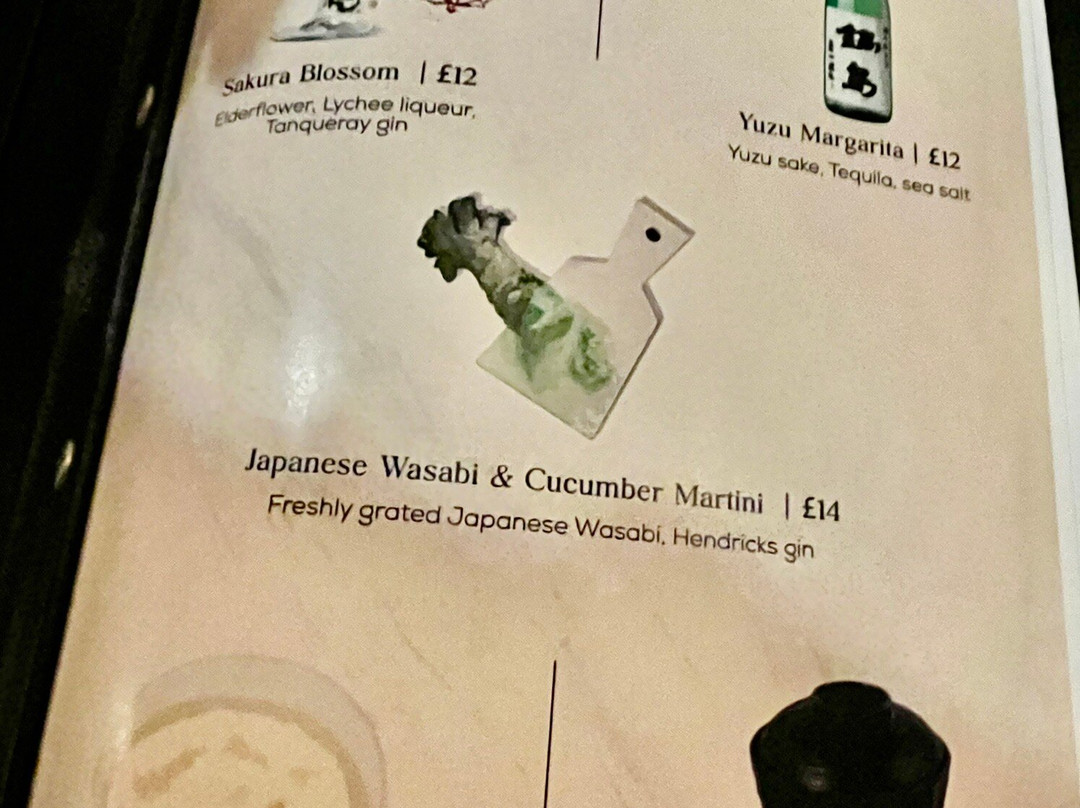 Sakura Blossom | £12
Elderflower, Lychee liqueur,
Tanqueray gin
Yuzu Margarita | £12
Yuzu sake, Tequila, sea salt
Japanese Wasabi & Cucumber Martini | £14
Freshly grated Japanese Wasabi, Hendricks gin